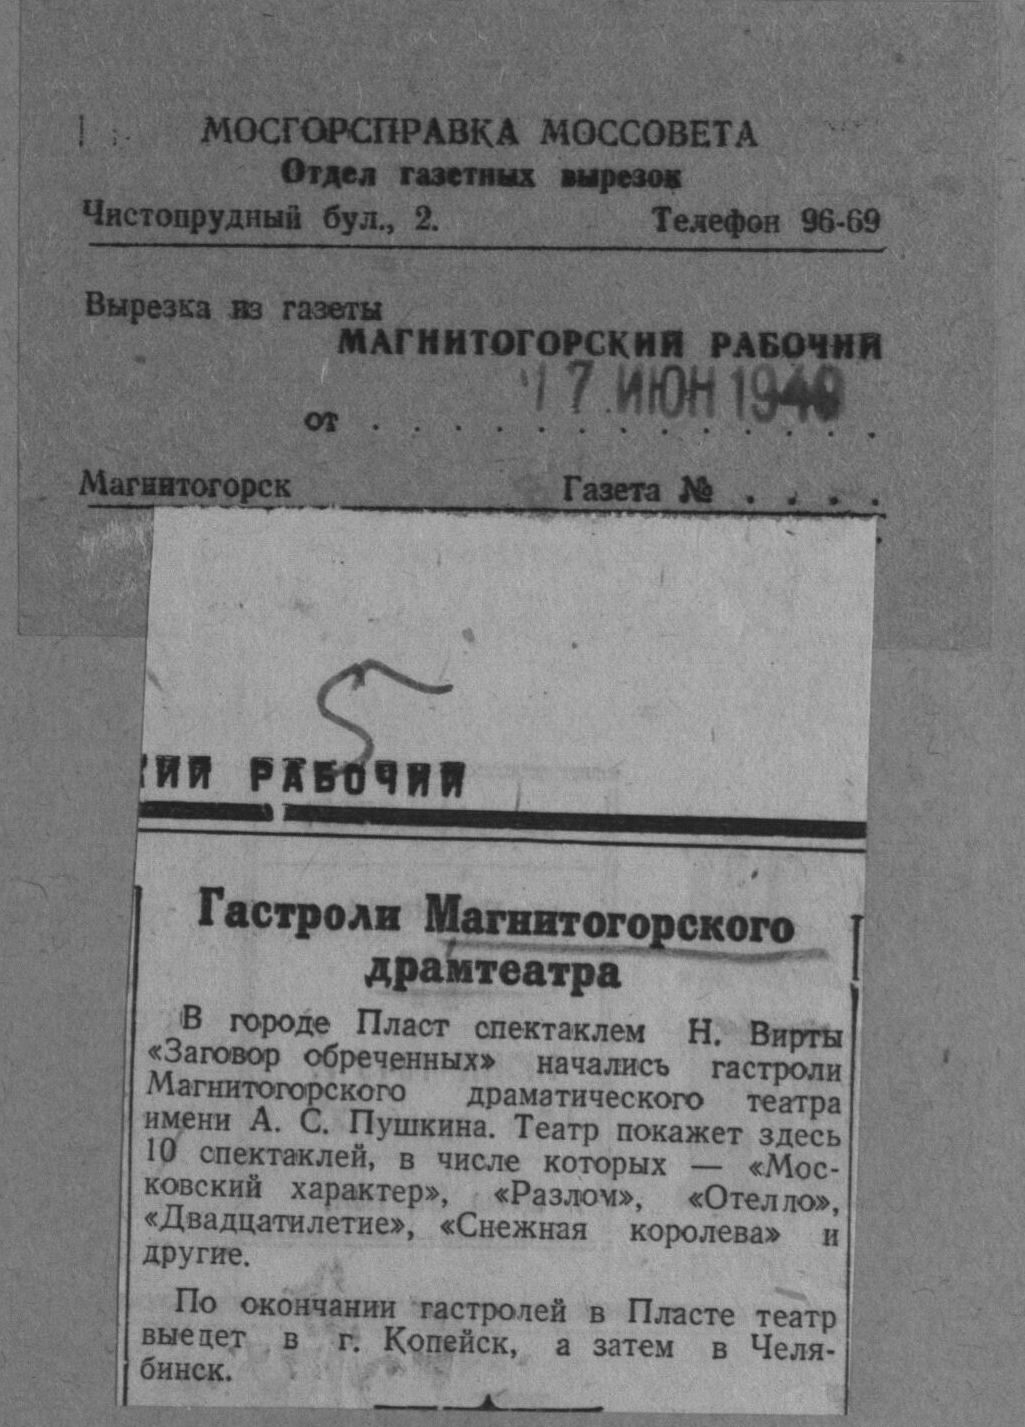 МОСГОРСПРАВКА МОССОВЕТА
Отдел газетных вырезок
Чистопрудный бул., 2. Телефон 96-69
Вырезка из газеты
МАГНИТОГОРСКИЙ РАБОЧИЙ
17 ИЮН 19
от . . . . . . . . . . . . .
Магнитогорск Газета № . . . .
5
КИЙ РАБОЧИЙ
Гастроли Магнитогорского
драмтеатра
В городе Пласт спектаклем Н. Вирты
«Заговор обреченных» начались гастроли
Магнитогорского драматического театра
имени А. С. Пушкина. Театр покажет здесь
10 спектаклей, в числе которых — «Мос-
ковский характер», «Разлом», «Отелло»,
«Двадцатилетие», «Снежная королева» и
другие.
По окончании гастролей в Пласте театр
выедет в г. Копейск, а затем в Челя-
бинск.